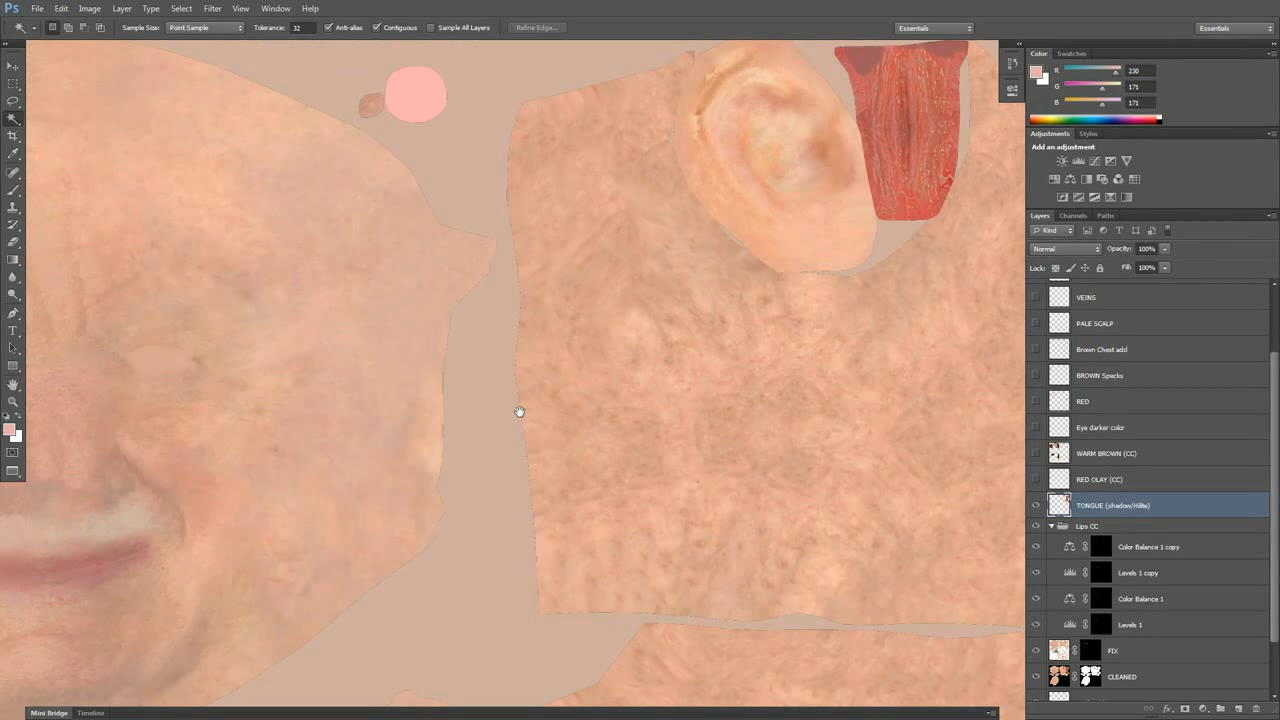 Ps File Edit Image Layer Type Select Filter View Window Help
Sample Size: Point Sample Tolerance: 32 Anti-alias Contiguous Sample All Layers Refine Edge... Essentials Essentials
Color Swatches
R 230
G 171
B 171
Adjustments Styles
Add an adjustment
Layers Channels Paths
Kind
Normal Opacity: 100%
Lock: Fill: 100%
VEINS
PALE SCALP
Brown Chest add
BROWN Specks
RED
Eye darker color
WARM BROWN (CC)
RED OLAY (CC)
TONGUE (shadow/Hilite)
Lips CC
Color Balance 1 copy
Levels 1 copy
Color Balance 1
Levels 1
FIX
CLEANED
fx
Mini Bridge Timeline